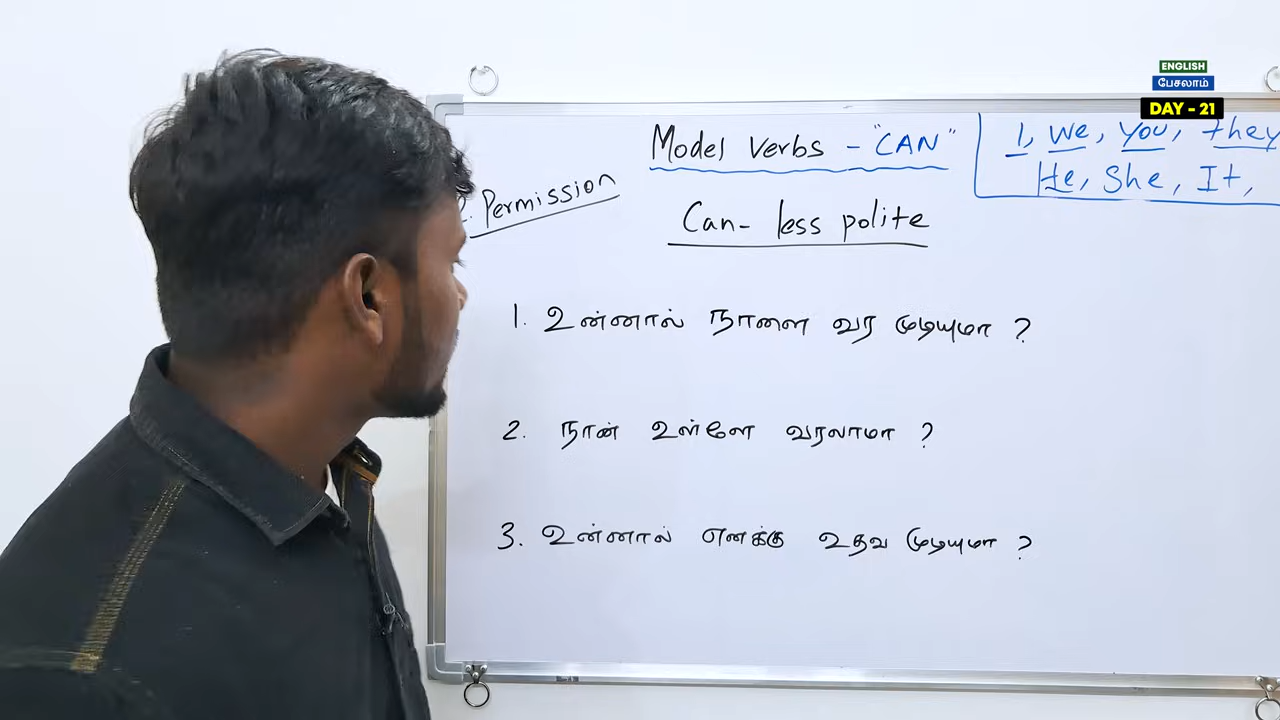 ENGLISH
பேசலாம்
DAY - 21
Model Verbs - "CAN"
I, We, You, they
He, She, It,
Permission
Can- less polite
1. உன்னால் நாளை வர முடியுமா ?
2. நான் உள்ளே வரலாமா ?
3. உன்னால் எனக்கு உதவ முடியுமா ?